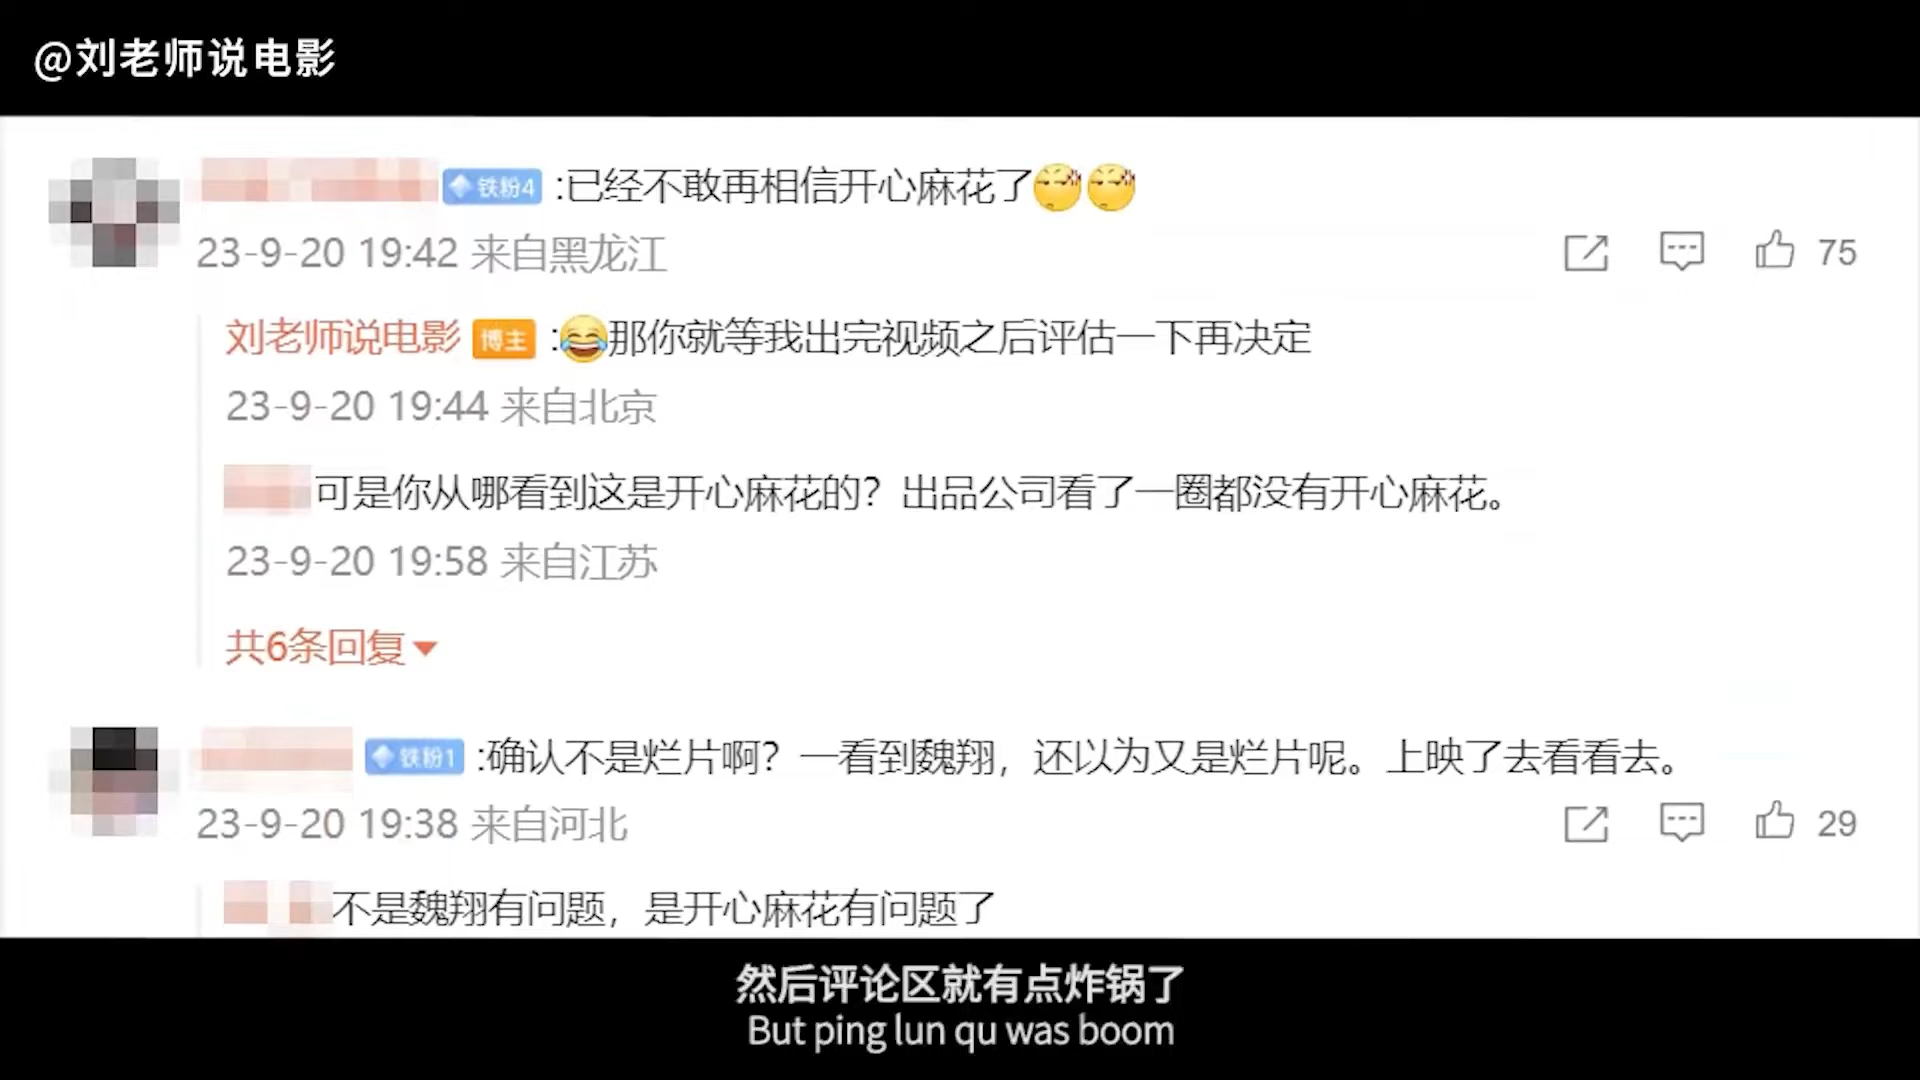 @刘老师说电影
铁粉4 :已经不敢再相信开心麻花了
23-9-20 19:42 来自黑龙江
75
刘老师说电影 博主 :那你就等我出完视频之后评估一下再决定
23-9-20 19:44 来自北京
可是你从哪看到这是开心麻花的？出品公司看了一圈都没有开心麻花。
23-9-20 19:58 来自江苏
共6条回复
铁粉1 :确认不是烂片啊？一看到魏翔，还以为又是烂片呢。上映了去看看去。
23-9-20 19:38 来自河北
29
不是魏翔有问题，是开心麻花有问题了
然后评论区就有点炸锅了
But ping lun qu was boom